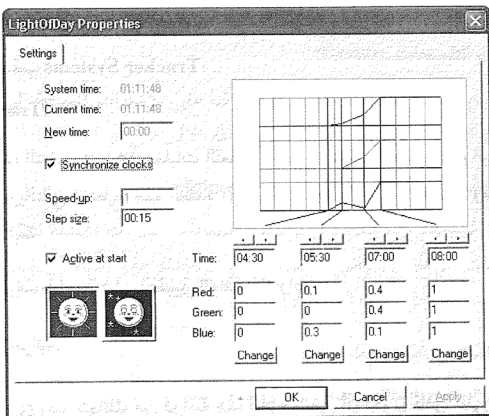 LightOfDay Properties
Settings
System time: 01:11:48
Current time: 01:11:48
New time: 00:00
Synchronize clocks
Speed-up: 1
Step size: 00:15
Active at start
Time: 04:30 05:30 07:00 08:00
Red: 0 0.1 0.4 1
Green: 0 0 0.4 1
Blue: 0 0.3 0.1 1
Change Change Change Change
OK Cancel Apply